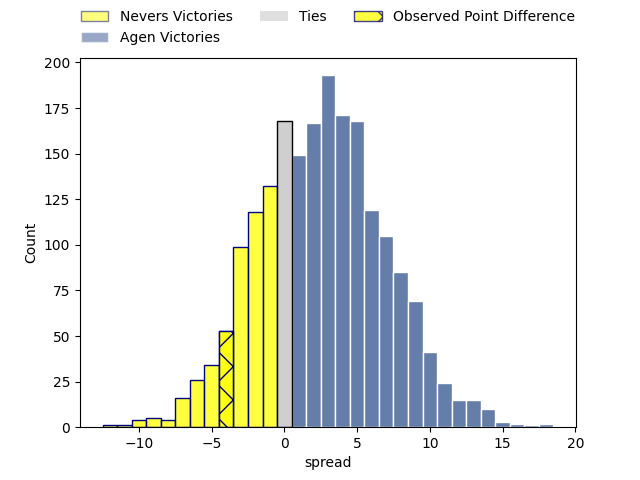 Nevers Victories
Ties
Observed Point Difference
Agen Victories
200
175
150
125
100
75
50
25
0
Count
−10
−5
0
5
10
15
20
spread